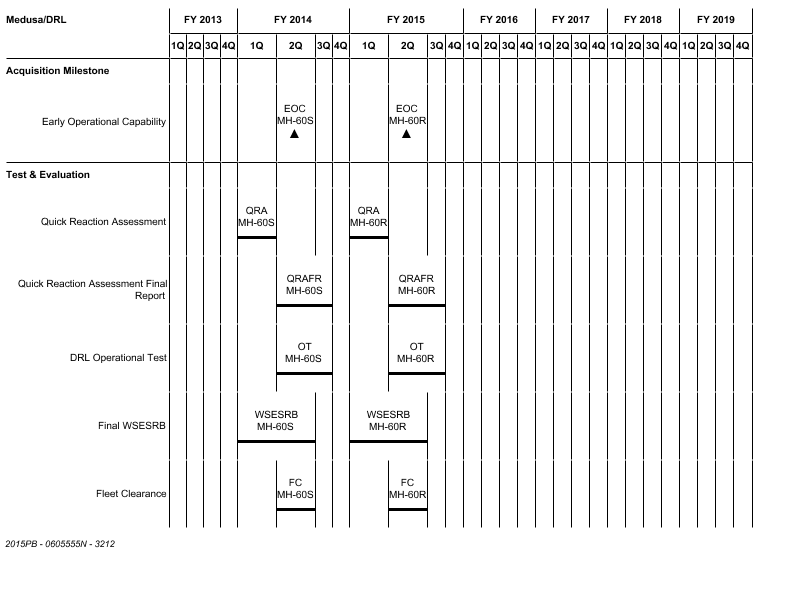 Medusa/DRL FY 2013 FY 2014 FY 2015 FY 2016 FY 2017 FY 2018 FY 2019
1Q 2Q 3Q 4Q 1Q 2Q 3Q 4Q 1Q 2Q 3Q 4Q 1Q 2Q 3Q 4Q 1Q 2Q 3Q 4Q 1Q 2Q 3Q 4Q 1Q 2Q 3Q 4Q
Acquisition Milestone
EOC EOC
Early Operational Capability MH-60S MH-60R
Test & Evaluation
QRA QRA
Quick Reaction Assessment MH-60S MH-60R
QRAFR QRAFR
Quick Reaction Assessment Final MH-60S MH-60R
Report
OT OT
DRL Operational Test MH-60S MH-60R
WSESRB WSESRB
Final WSESRB MH-60S MH-60R
FC FC
Fleet Clearance MH-60S MH-60R
2015PB - 0605555N - 3212